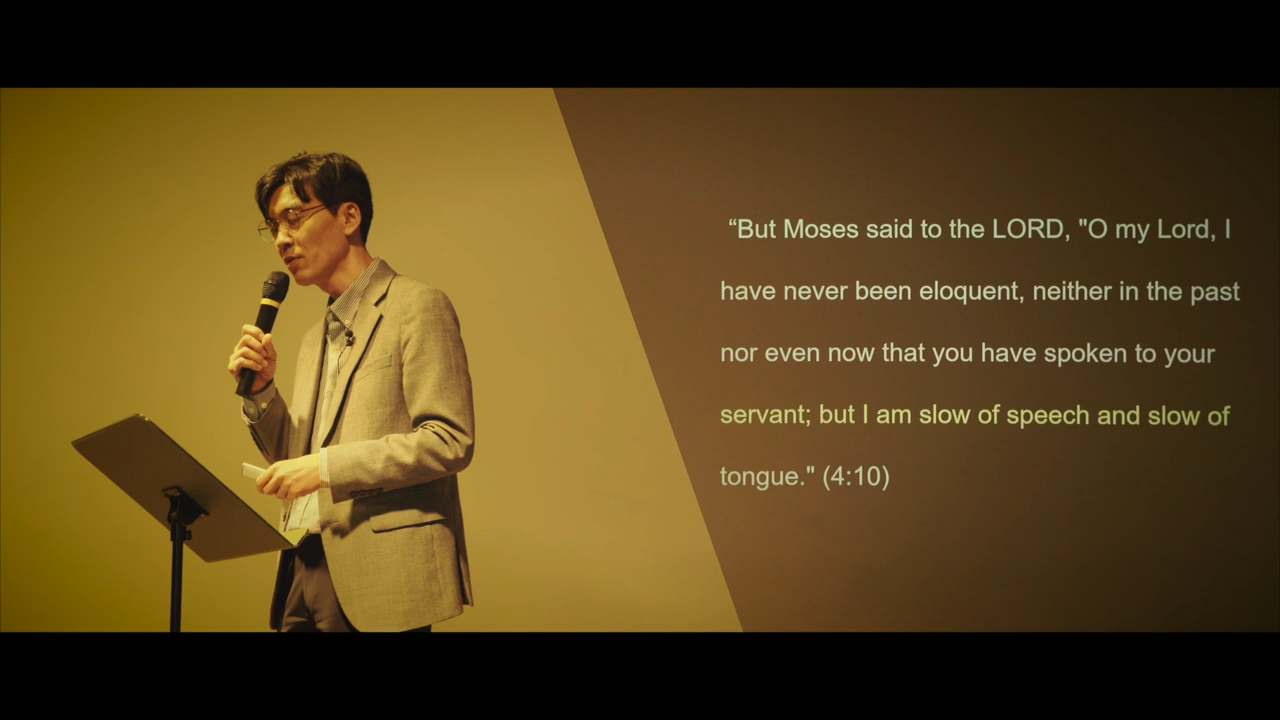 “But Moses said to the LORD, "O my Lord, I
have never been eloquent, neither in the past
nor even now that you have spoken to your
servant; but I am slow of speech and slow of
tongue." (4:10)